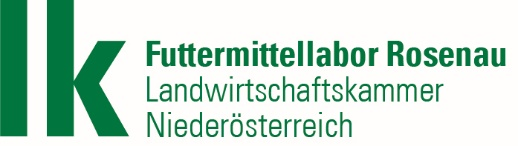 lk
Futtermittellabor Rosenau
Landwirtschaftskammer
Niederösterreich